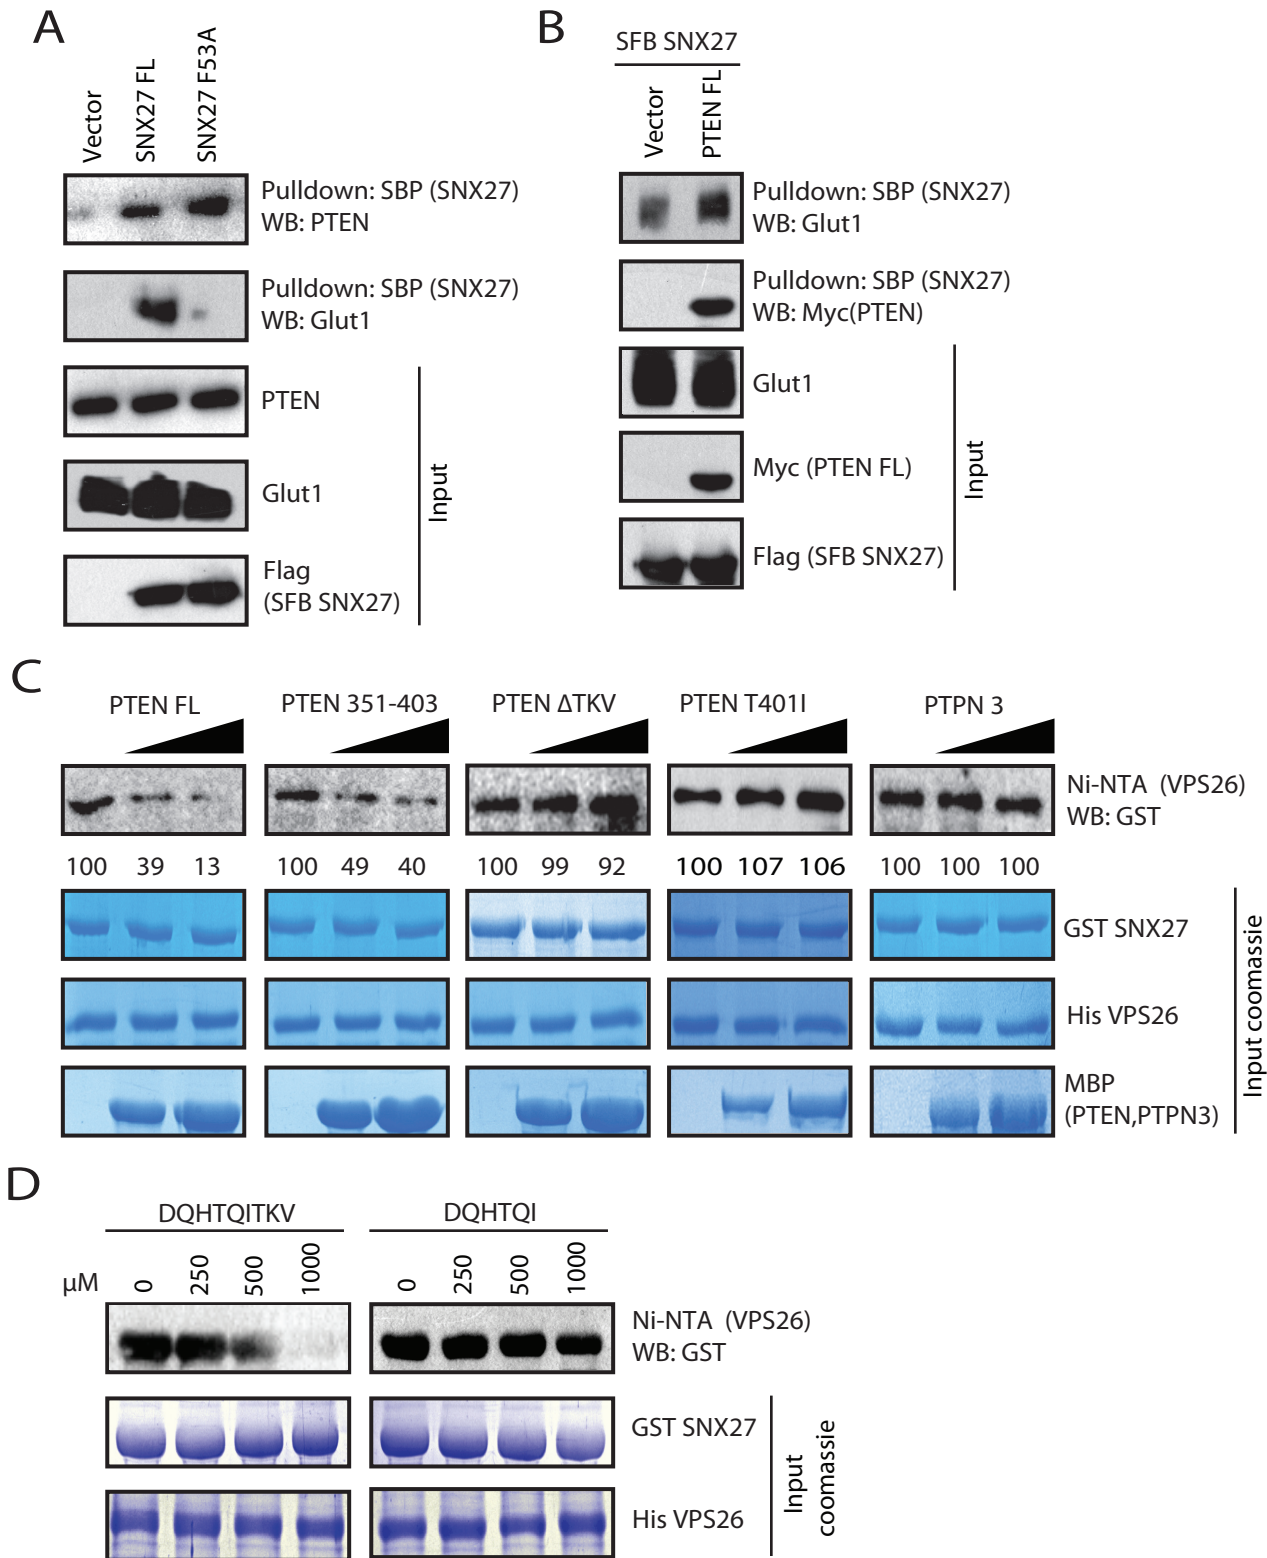 A
Vector
SNX27 FL
SNX27 F53A
Pulldown: SBP (SNX27)
WB: PTEN
Pulldown: SBP (SNX27)
WB: Glut1
PTEN
Glut1
Flag
(SFB SNX27)
Input
B
SFB SNX27
Vector
PTEN FL
Pulldown: SBP (SNX27)
WB: Glut1
Pulldown: SBP (SNX27)
WB: Myc(PTEN)
Glut1
Myc (PTEN FL)
Flag (SFB SNX27)
Input
C
PTEN FL
PTEN 351-403
PTEN ΔTKV
PTEN T401I
PTPN 3
Ni-NTA (VPS26)
WB: GST
100 39 13
100 49 40
100 99 92
100 107 106
100 100 100
GST SNX27
His VPS26
MBP
(PTEN,PTPN3)
Input coomassie
D
DQHTQITKV
DQHTQI
μM
0 250 500 1000
0 250 500 1000
Ni-NTA (VPS26)
WB: GST
GST SNX27
His VPS26
Input
coomassie